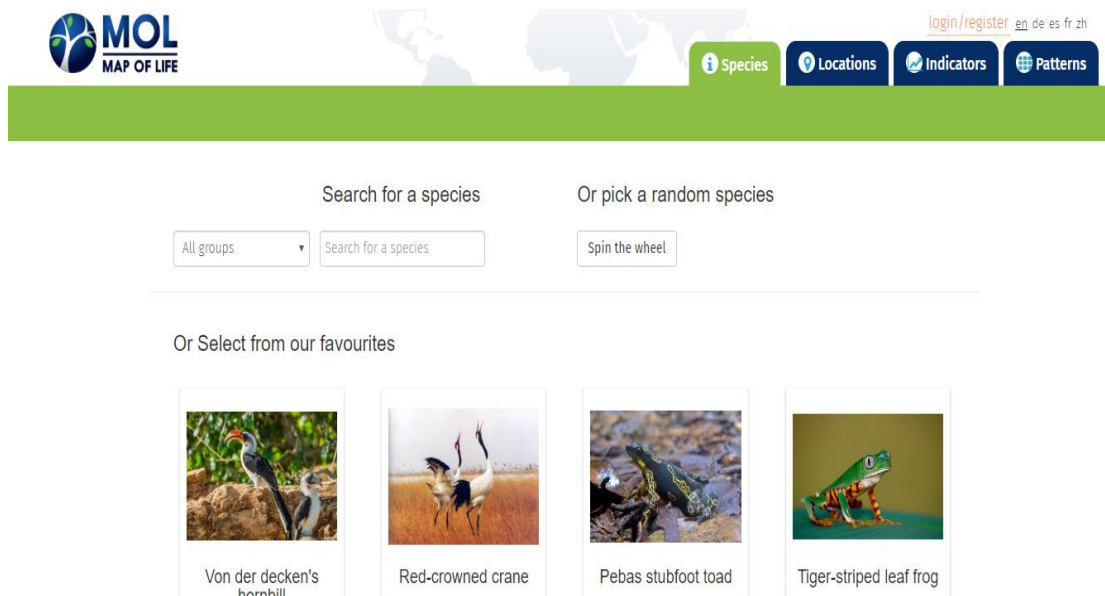 MOL
MAP OF LIFE
login/register en de es fr zh
Species Locations Indicators Patterns
Search for a species
Or pick a random species
All groups
Search for a species
Spin the wheel
Or Select from our favourites
Von der decken's
hornbill
Red-crowned crane
Pebas stubfoot toad
Tiger-striped leaf frog